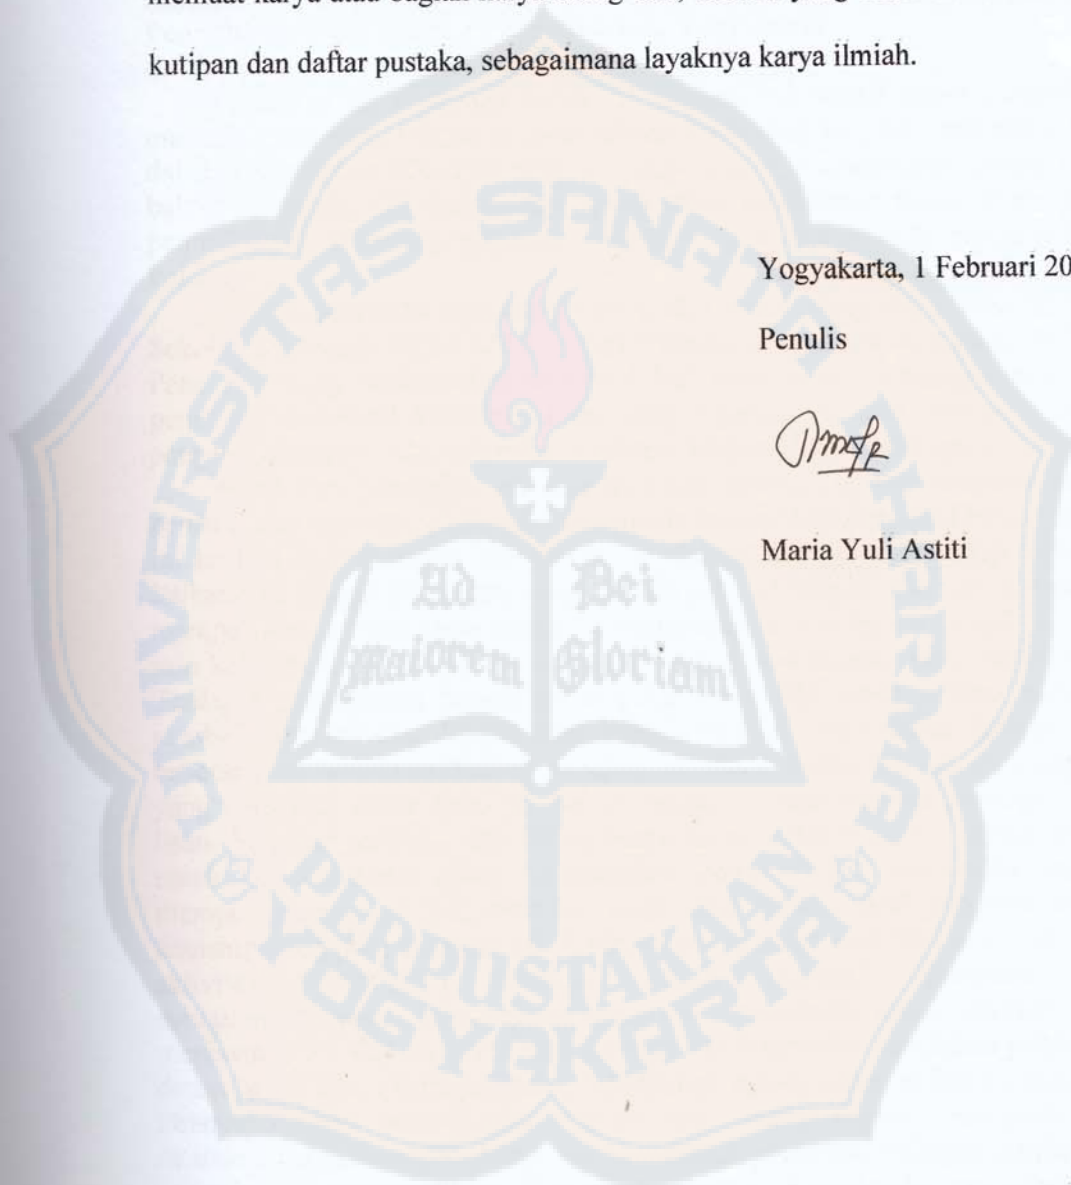 kutipan dan daftar pustaka, sebagaimana layaknya karya ilmiah.
Yogyakarta, 1 Februari 20
Penulis
Maria Yuli Astiti
UNIVERSITAS SANATA DHARMA
Ad
Maiorem
Dei
Gloriam
PERPUSTAKAAN
YOGYAKARTA